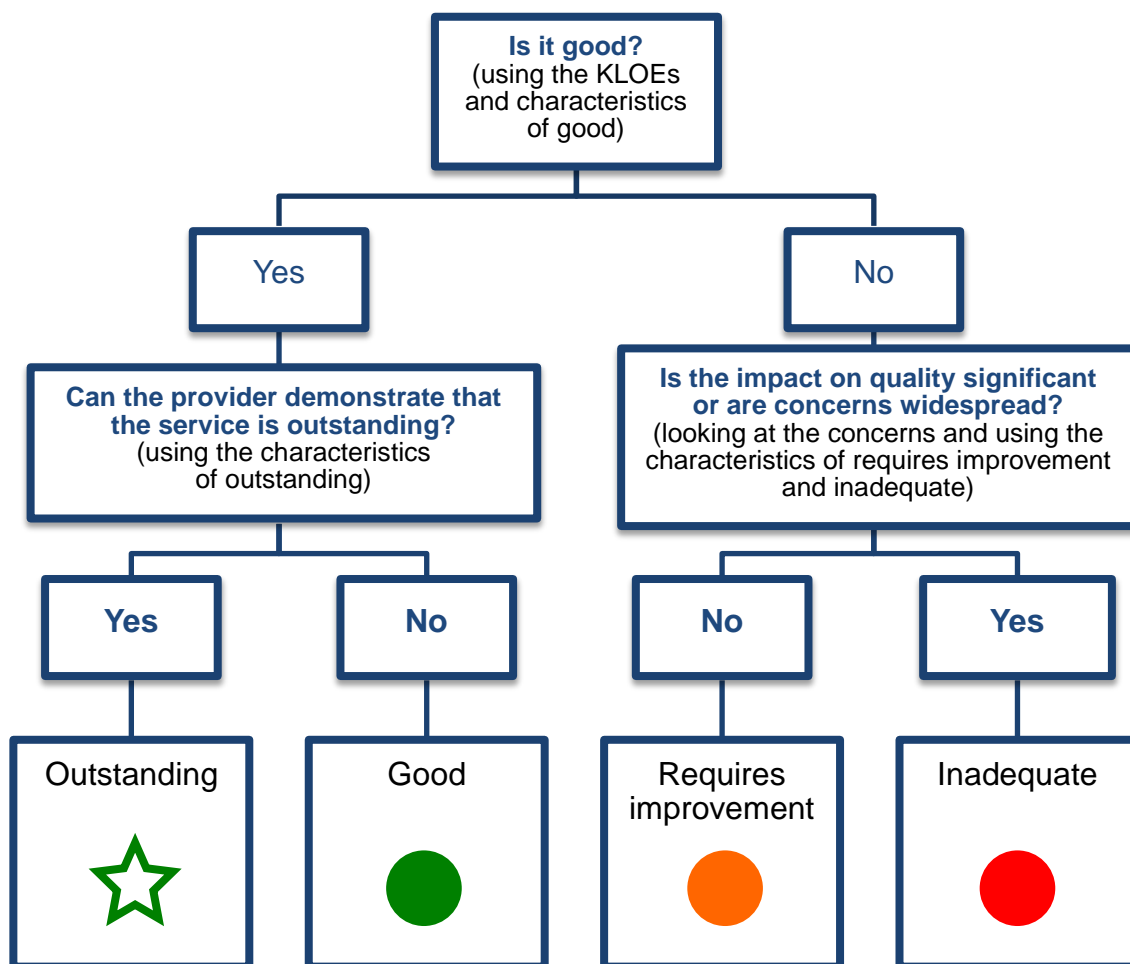 Is it good?
(using the KLOEs
and characteristics
of good)
Yes
No
Can the provider demonstrate that
the service is outstanding?
(using the characteristics
of outstanding)
Is the impact on quality significant
or are concerns widespread?
(looking at the concerns and using the
characteristics of requires improvement
and inadequate)
Yes
No
No
Yes
Outstanding
Good
Requires
improvement
Inadequate